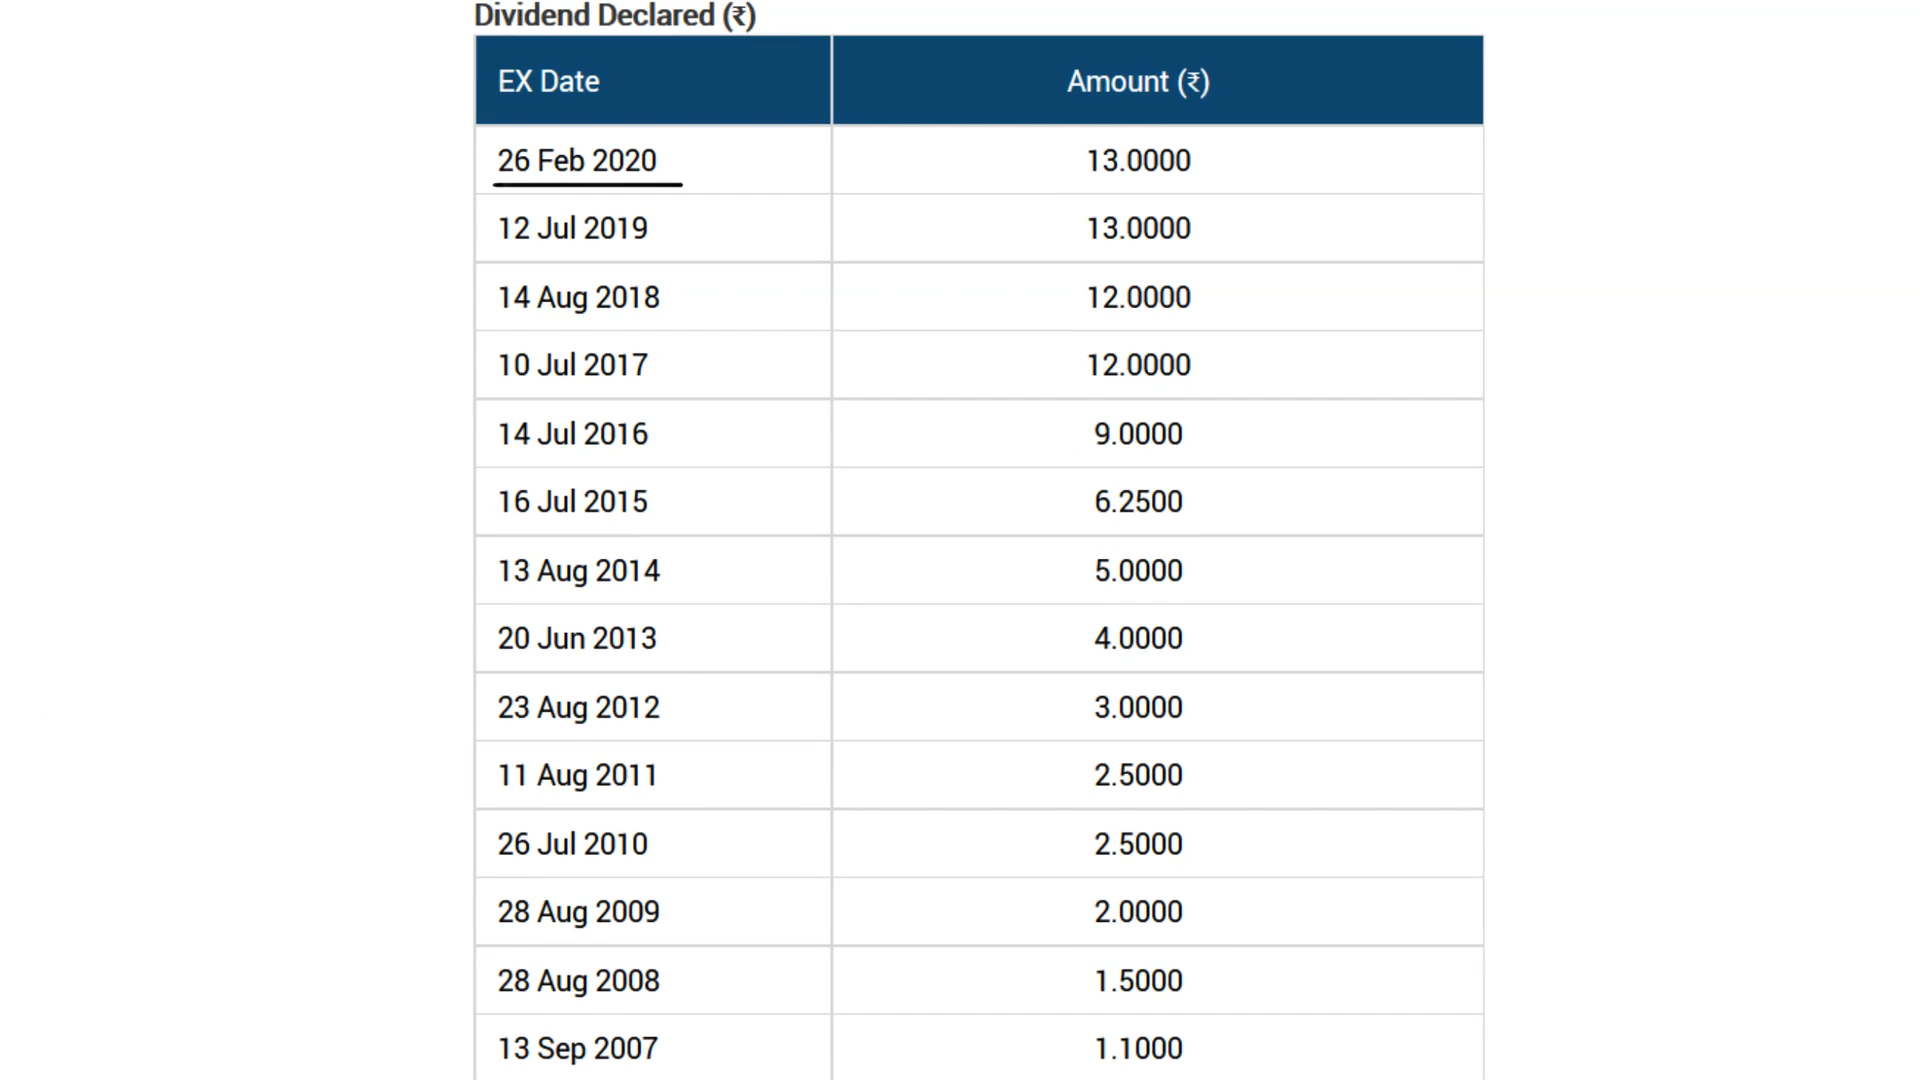 Dividend Declared (₹)
EX Date Amount (₹)
26 Feb 2020 13.0000
12 Jul 2019 13.0000
14 Aug 2018 12.0000
10 Jul 2017 12.0000
14 Jul 2016 9.0000
16 Jul 2015 6.2500
13 Aug 2014 5.0000
20 Jun 2013 4.0000
23 Aug 2012 3.0000
11 Aug 2011 2.5000
26 Jul 2010 2.5000
28 Aug 2009 2.0000
28 Aug 2008 1.5000
13 Sep 2007 1.1000